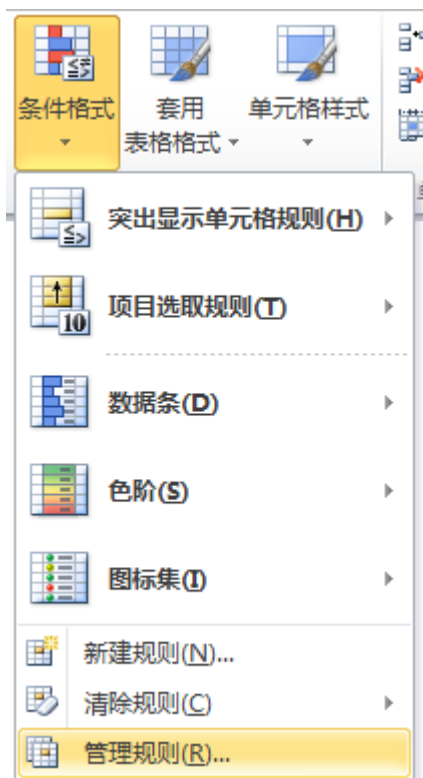 条件格式
套用
表格格式
单元格样式
突出显示单元格规则(H)
10
项目选取规则(T)
数据条(D)
色阶(S)
图标集(I)
新建规则(N)...
清除规则(C)
管理规则(R)...